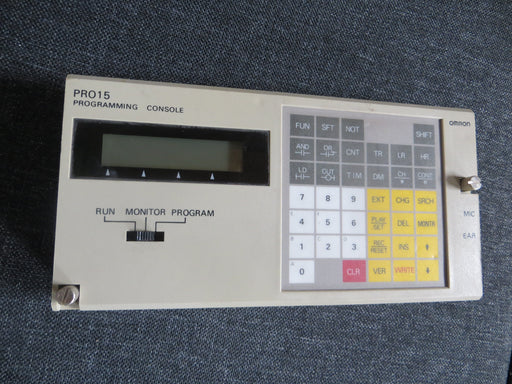 PRO15
PROGRAMMING CONSOLE
omron
RUN MONITOR PROGRAM
FUN SFT NOT SHIFT
AND OR CNT TR LR HR
LD OUT TIM DM CH CONT
7 8 9 EXT CHG SRCH
4 5 6 PLAY SET DEL MONTR
1 2 3 REC RESET INS ↑
0 CLR VER WRITE ↓
MIC
EAR